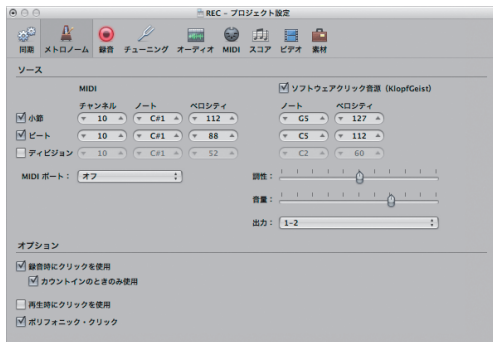 REC - プロジェクト設定
同期 メトロノーム 録音 チューニング オーディオ MIDI スコア ビデオ 素材
ソース
MIDI
ソフトウェアクリック音源 (KlopfGeist)
チャンネル ノート ベロシティ ノート ベロシティ
小節 10 C#1 112 G5 127
ビート 10 C#1 88 C5 112
ディビジョン 10 C#1 52 C2 60
MIDI ポート: オフ
調性:
音量:
出力: 1-2
オプション
録音時にクリックを使用
カウントインのときのみ使用
再生時にクリックを使用
ポリフォニック・クリック